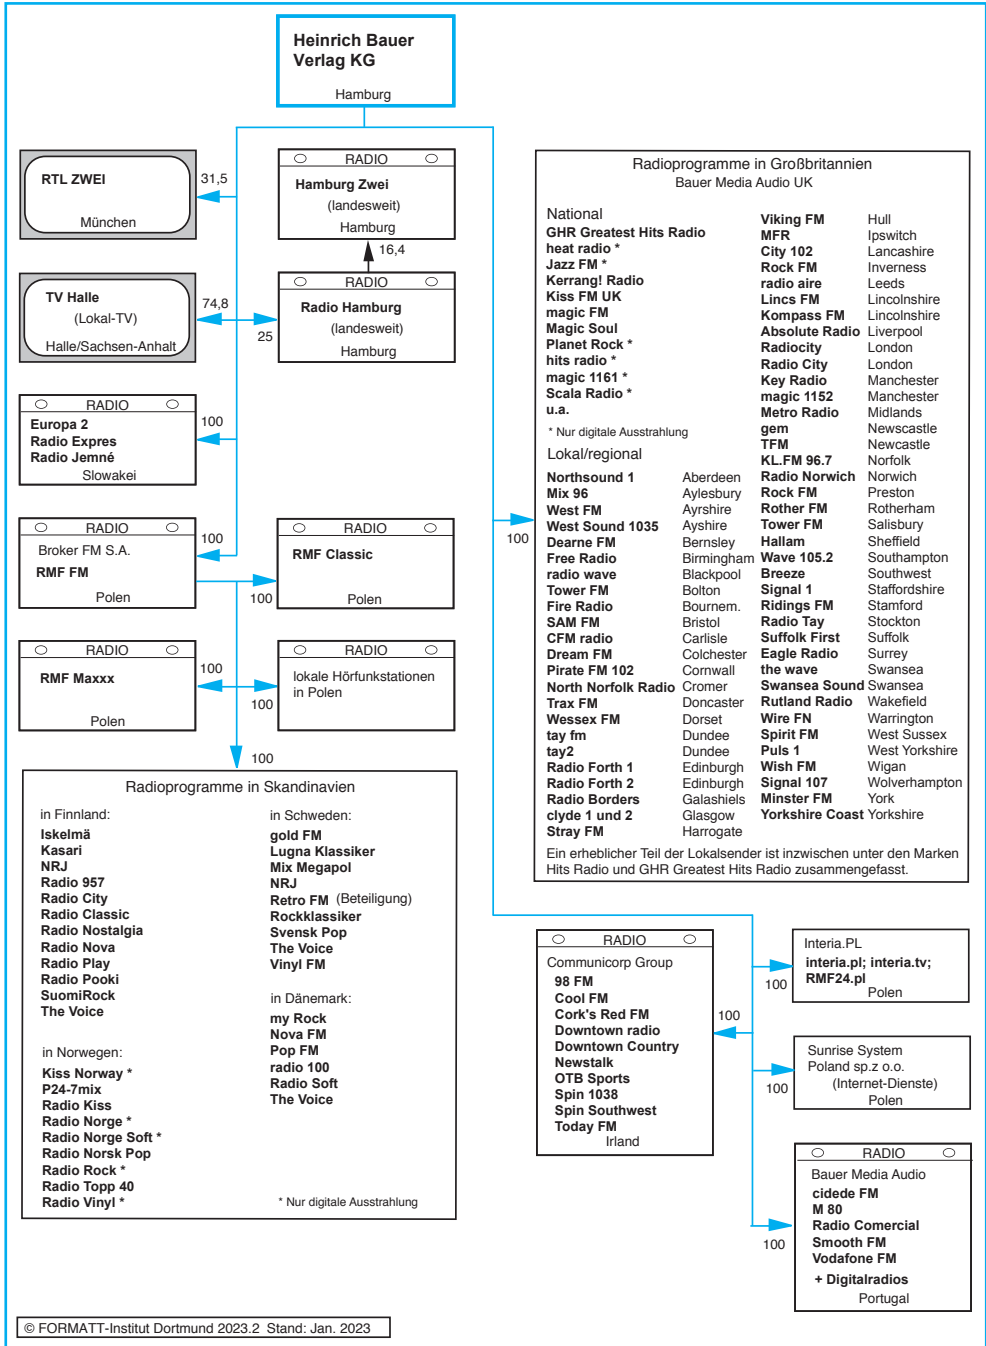 Heinrich Bauer
Verlag KG
Hamburg
RTL ZWEI
München
31,5
RADIO
Hamburg Zwei
(landesweit)
Hamburg
16,4
TV Halle
(Lokal-TV)
Halle/Sachsen-Anhalt
74,8
RADIO
Radio Hamburg
(landesweit)
Hamburg
25
RADIO
Europa 2
Radio Expres
Radio Jemné
Slowakei
100
RADIO
Broker FM S.A.
RMF FM
Polen
100
RADIO
RMF Classic
Polen
100
RADIO
RMF Maxxx
Polen
100
RADIO
lokale Hörfunkstationen
in Polen
100
100
Radioprogramme in Skandinavien
in Finnland:
Iskelmä
Kasari
NRJ
Radio 957
Radio City
Radio Classic
Radio Nostalgia
Radio Nova
Radio Play
Radio Pooki
SuomiRock
The Voice
in Norwegen:
Kiss Norway *
P24-7mix
Radio Kiss
Radio Norge *
Radio Norge Soft *
Radio Norsk Pop
Radio Rock *
Radio Topp 40
Radio Vinyl *
in Schweden:
gold FM
Lugna Klassiker
Mix Megapol
NRJ
Retro FM (Beteiligung)
Rockklassiker
Svensk Pop
The Voice
Vinyl FM
in Dänemark:
my Rock
Nova FM
Pop FM
radio 100
Radio Soft
The Voice
* Nur digitale Ausstrahlung
Radioprogramme in Großbritannien
Bauer Media Audio UK
100
National
GHR Greatest Hits Radio
heat radio *
Jazz FM *
Kerrang! Radio
Kiss FM UK
magic FM
Magic Soul
Planet Rock *
hits radio *
magic 1161 *
Scala Radio *
u.a.
* Nur digitale Ausstrahlung
Lokal/regional
Northsound 1 Aberdeen
Mix 96 Aylesbury
West FM Ayrshire
West Sound 1035 Ayshire
Dearne FM Bernsley
Free Radio Birmingham
radio wave Blackpool
Tower FM Bolton
Fire Radio Bournem.
SAM FM Bristol
CFM radio Carlisle
Dream FM Colchester
Pirate FM 102 Cornwall
North Norfolk Radio Cromer
Trax FM Doncaster
Wessex FM Dorset
tay fm Dundee
tay2 Dundee
Radio Forth 1 Edinburgh
Radio Forth 2 Edinburgh
Radio Borders Galashiels
clyde 1 und 2 Glasgow
Stray FM Harrogate
Viking FM Hull
MFR Ipswitch
City 102 Lancashire
Rock FM Inverness
radio aire Leeds
Lincs FM Lincolnshire
Kompass FM Lincolnshire
Absolute Radio Liverpool
Radiocity London
Radio City London
Key Radio Manchester
magic 1152 Manchester
Metro Radio Midlands
gem Newscastle
TFM Newcastle
KL.FM 96.7 Norfolk
Radio Norwich Norwich
Rock FM Preston
Rother FM Rotherham
Tower FM Salisbury
Hallam Sheffield
Wave 105.2 Southampton
Breeze Southwest
Signal 1 Staffordshire
Ridings FM Stamford
Radio Tay Stockton
Suffolk First Suffolk
Eagle Radio Surrey
the wave Swansea
Swansea Sound Swansea
Rutland Radio Wakefield
Wire FN Warrington
Spirit FM West Sussex
Puls 1 West Yorkshire
Wish FM Wigan
Signal 107 Wolverhampton
Minster FM York
Yorkshire Coast Yorkshire
Ein erheblicher Teil der Lokalsender ist inzwischen unter den Marken
Hits Radio und GHR Greatest Hits Radio zusammengefasst.
RADIO
Communicorp Group
98 FM
Cool FM
Cork's Red FM
Downtown radio
Downtown Country
Newstalk
OTB Sports
Spin 1038
Spin Southwest
Today FM
Irland
100
Interia.PL
interia.pl; interia.tv;
RMF24.pl
Polen
100
Sunrise System
Poland sp.z o.o.
(Internet-Dienste)
Polen
100
RADIO
Bauer Media Audio
cidede FM
M 80
Radio Comercial
Smooth FM
Vodafone FM
+ Digitalradios
Portugal
100
© FORMATT-Institut Dortmund 2023.2 Stand: Jan. 2023